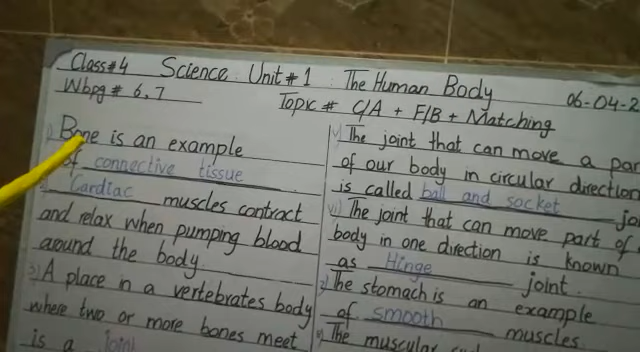 Class#4 Science Unit#1 The Human Body 06-04-2
Wbpg # 6,7 Topic # C/A + F/B + Matching
Bone is an example
of connective tissue
Cardiac muscles contract
and relax when pumping blood
around the body
3) A place in a vertebrates body
where two or more bones meet
is a joint
v) The joint that can move a par
of our body in circular direction
is called ball and socket jo
vi) The joint that can move part of
body in one direction is known
as Hinge joint.
The stomach is an example
of smooth muscles.
The muscular